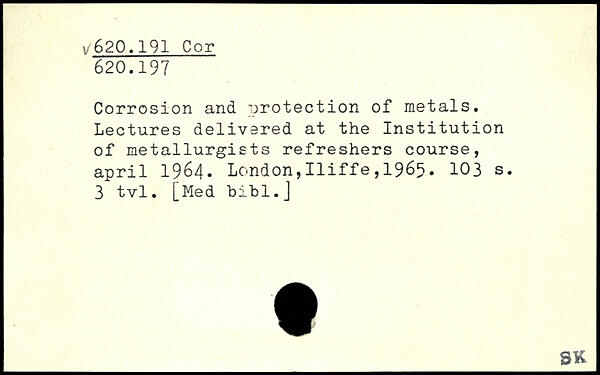 √620.191 Cor
620.197
Corrosion and protection of metals.
Lectures delivered at the Institution
of metallurgists refreshers course,
april 1964. London,Iliffe,1965. 103 s.
3 tvl. [Med bibl.]
SK